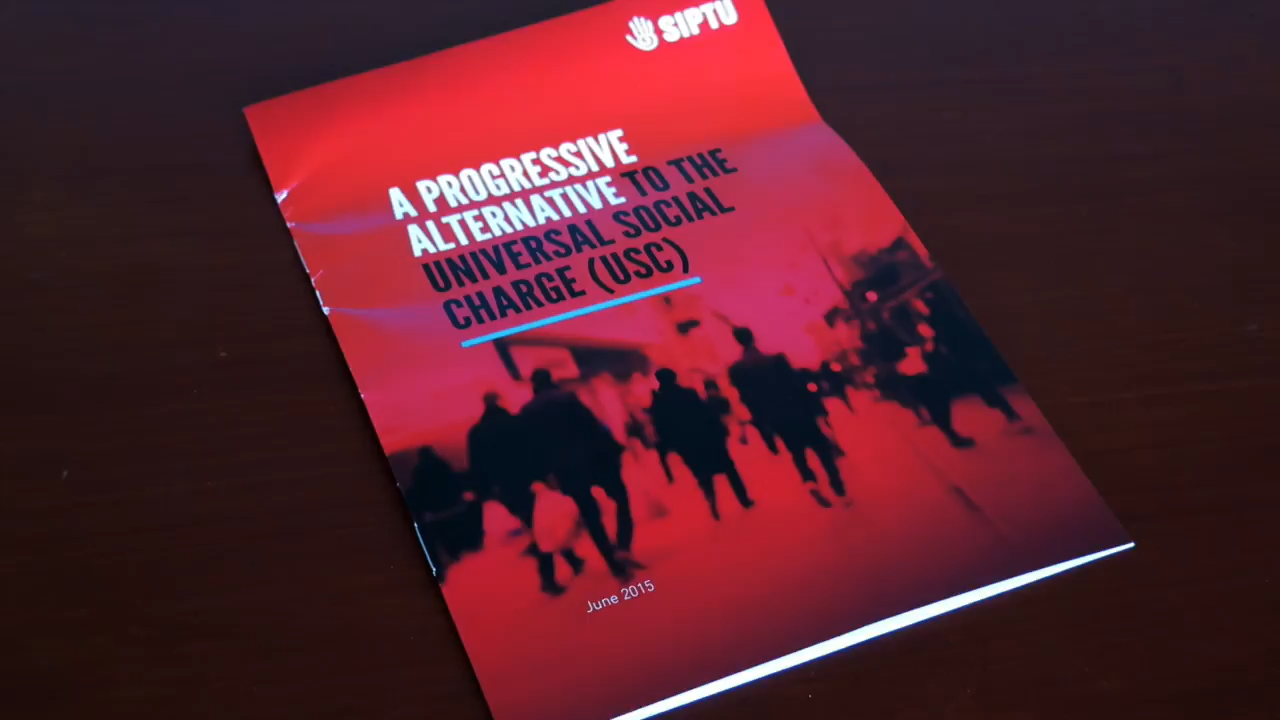 SIPTU
A PROGRESSIVE
ALTERNATIVE TO THE
UNIVERSAL SOCIAL
CHARGE (USC)
June 2015